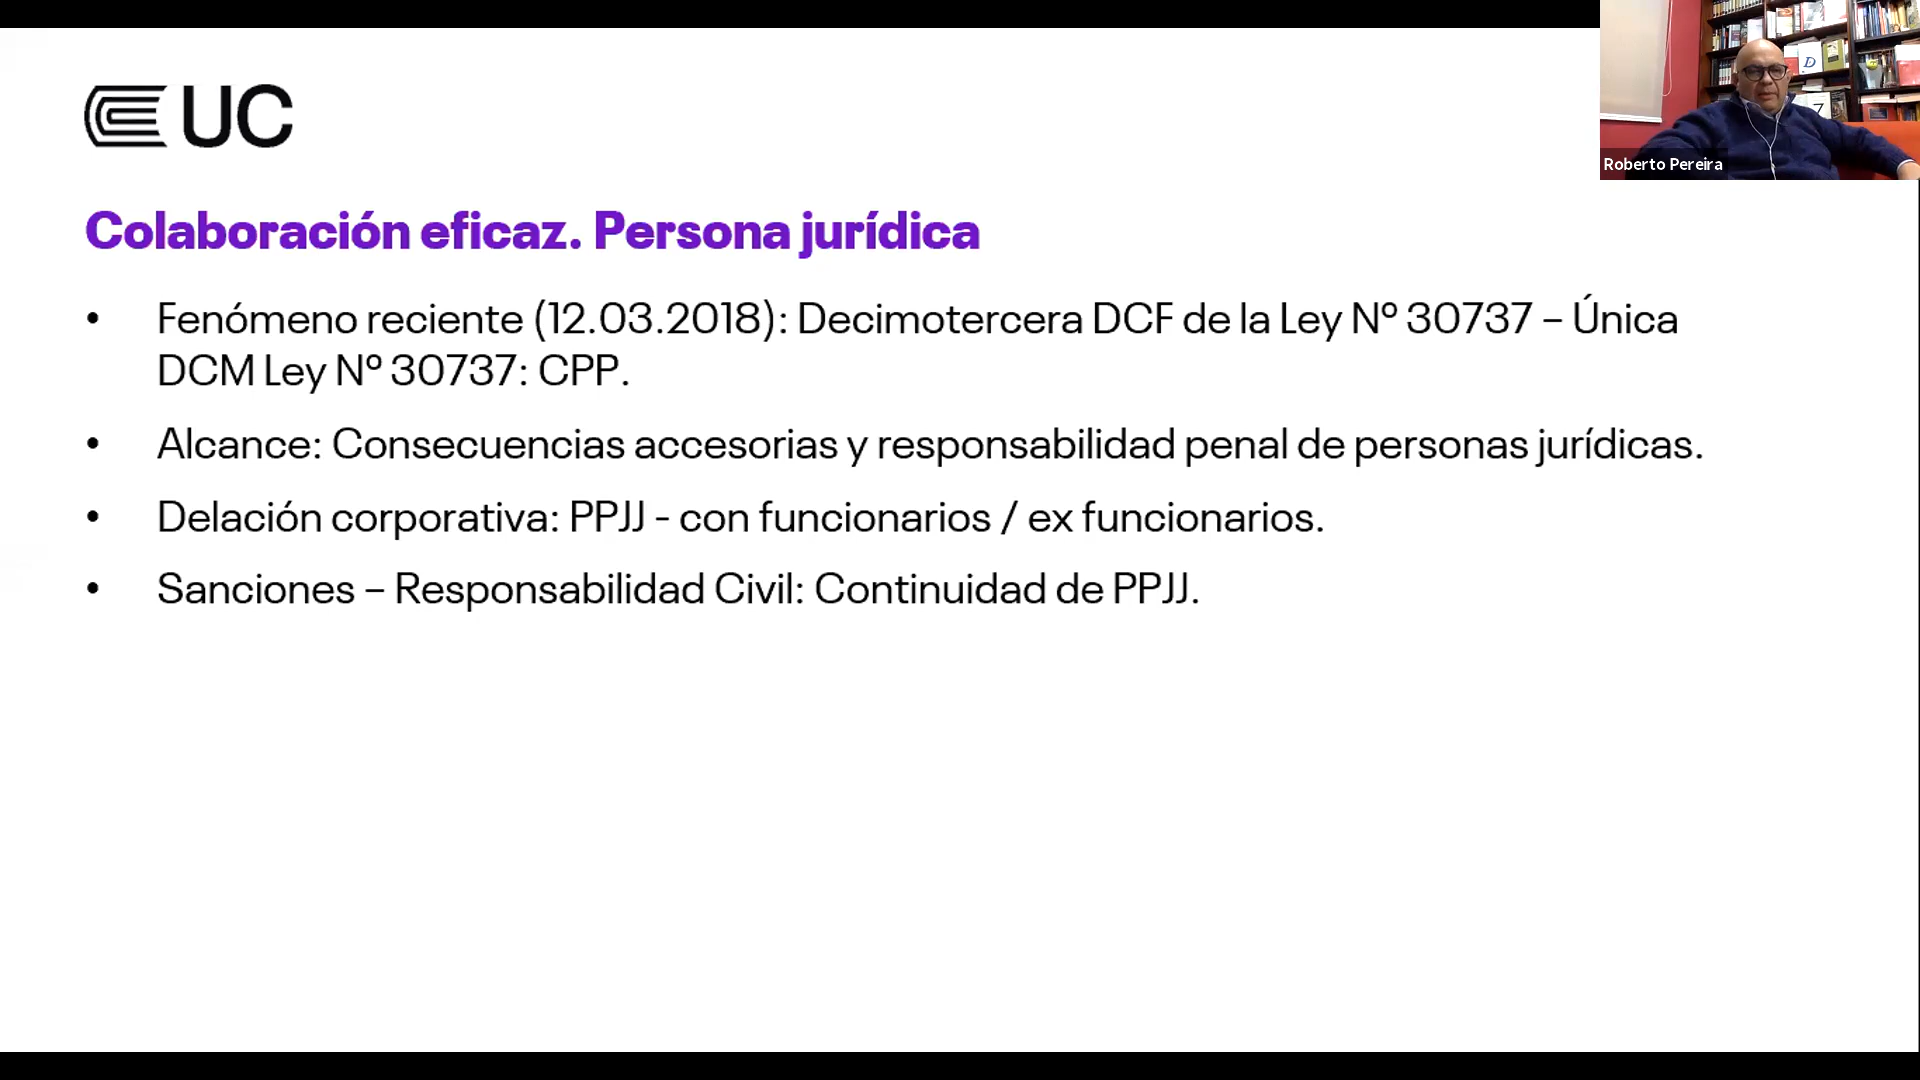 UC
Roberto Pereira
Colaboración eficaz. Persona jurídica
• Fenómeno reciente (12.03.2018): Decimotercera DCF de la Ley Nº 30737 – Única
DCM Ley Nº 30737: CPP.
• Alcance: Consecuencias accesorias y responsabilidad penal de personas jurídicas.
• Delación corporativa: PPJJ - con funcionarios / ex funcionarios.
• Sanciones – Responsabilidad Civil: Continuidad de PPJJ.